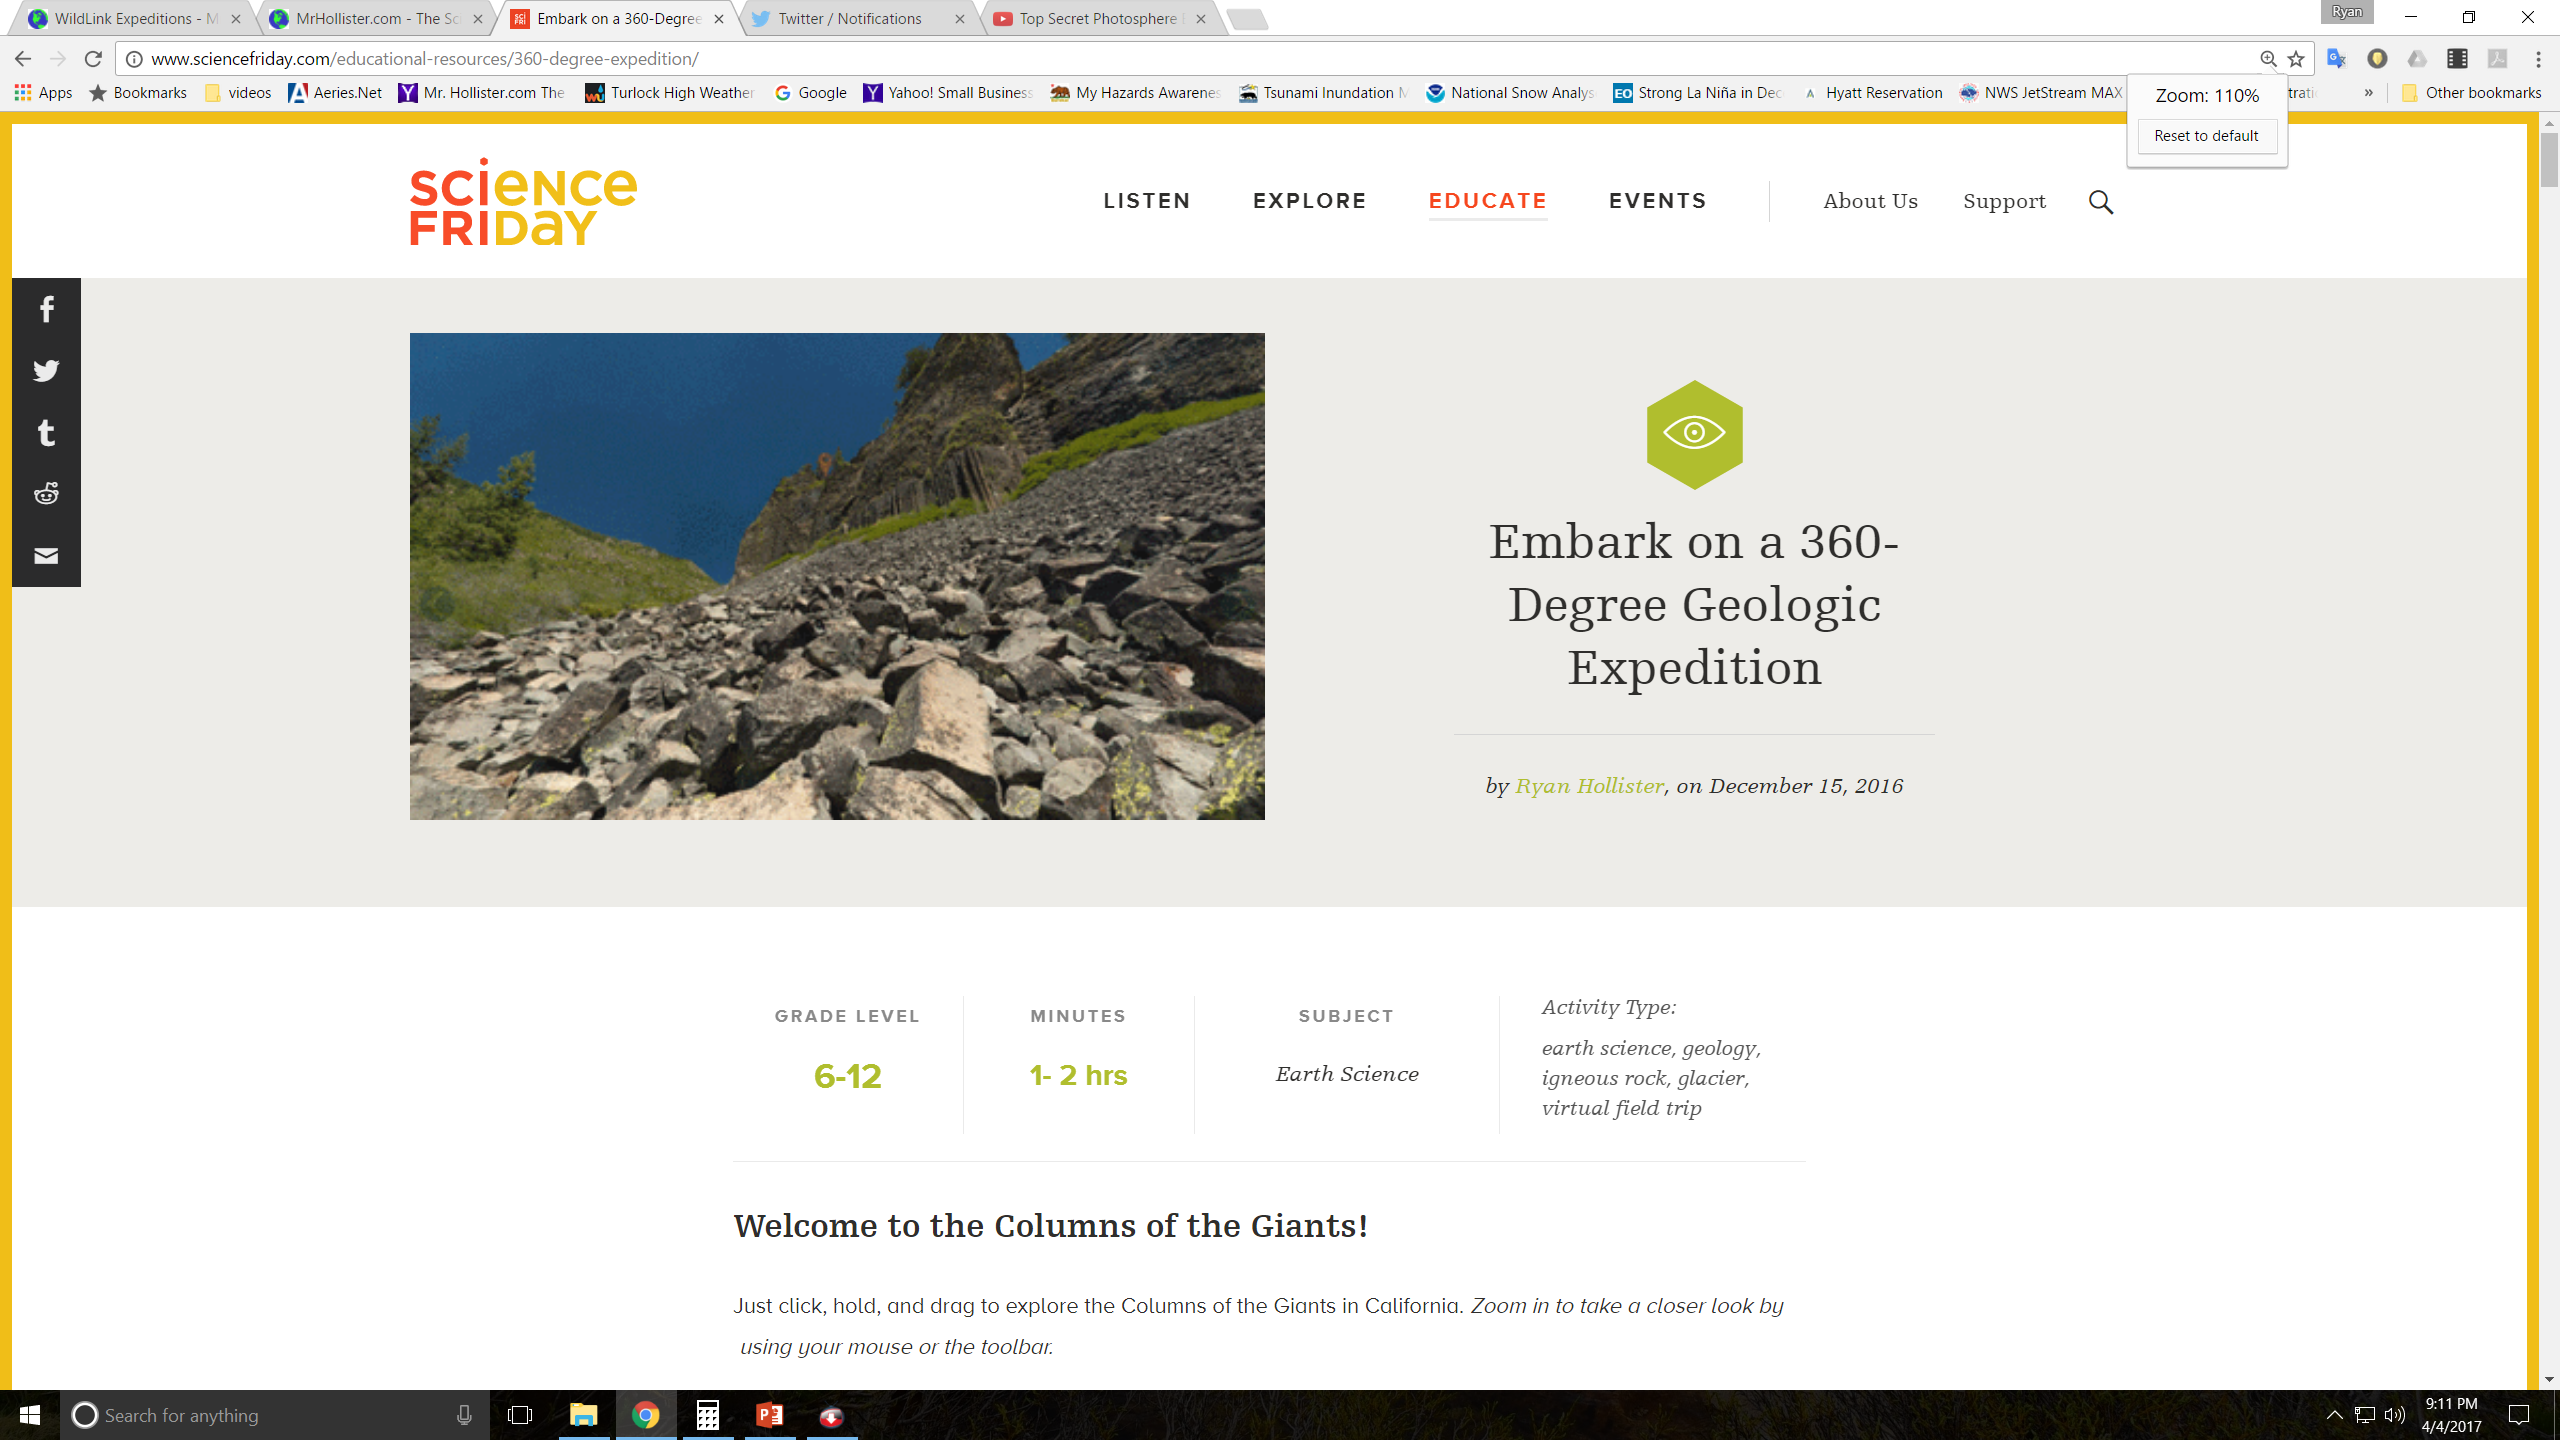 WildLink Expeditions - M
MrHollister.com - The Sc
Embark on a 360-Degree
Twitter / Notifications
Top Secret Photosphere
Ryan
www.sciencefriday.com/educational-resources/360-degree-expedition/
Apps
Bookmarks
videos
Aeries.Net
Mr. Hollister.com The
Turlock High Weather
Google
Yahoo! Small Business
My Hazards Awarenes
Tsunami Inundation M
National Snow Analys
Strong La Niña in Dec
Hyatt Reservation
NWS JetStream MAX
Other bookmarks
Zoom: 110%
Reset to default
science
FRIDAY
LISTEN
EXPLORE
EDUCATE
EVENTS
About Us
Support
Embark on a 360-
Degree Geologic
Expedition
by Ryan Hollister, on December 15, 2016
GRADE LEVEL
6-12
MINUTES
1- 2 hrs
SUBJECT
Earth Science
Activity Type:
earth science, geology,
igneous rock, glacier,
virtual field trip
Welcome to the Columns of the Giants!
Just click, hold, and drag to explore the Columns of the Giants in California. Zoom in to take a closer look by
using your mouse or the toolbar.
Search for anything
9:11 PM
4/4/2017